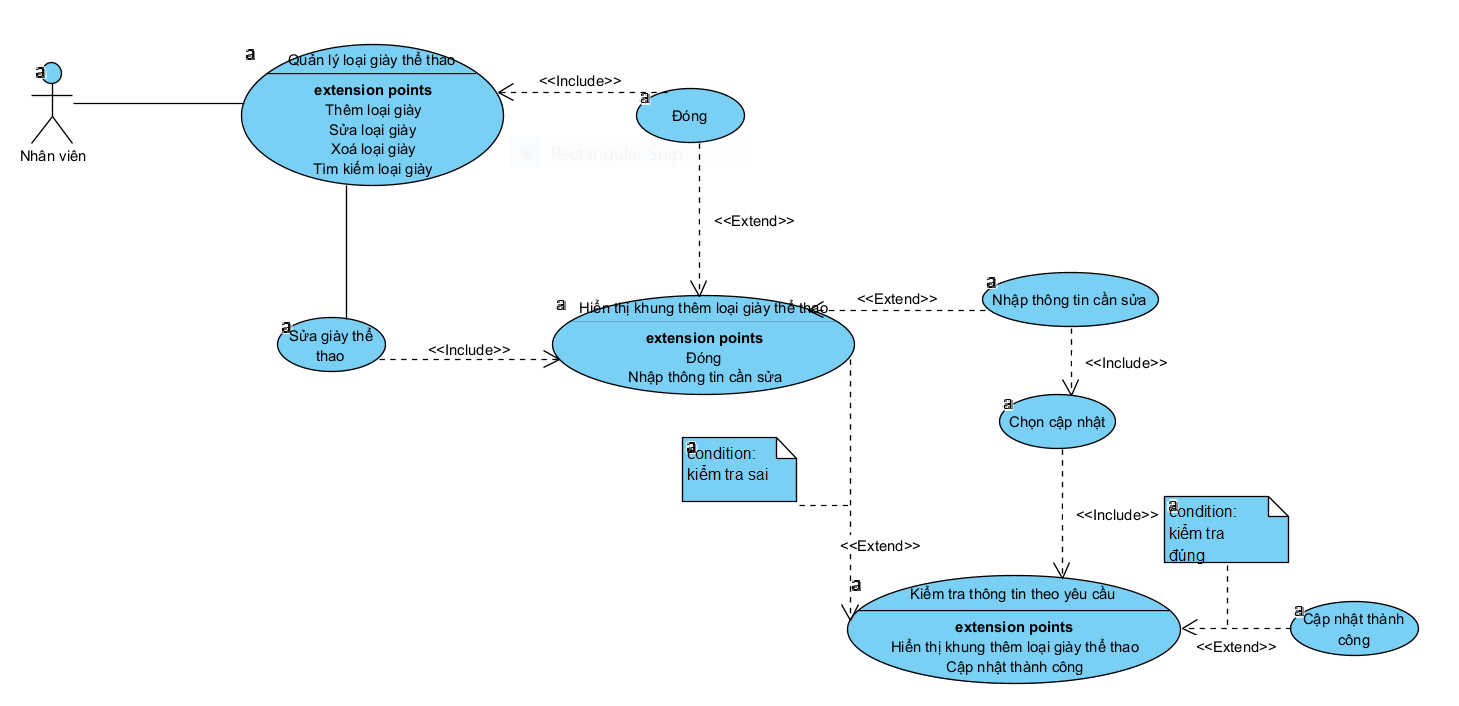 a
Quản lý loại giày thể thao
extension points
Thêm loại giày
Sửa loại giày
Xoá loại giày
Tìm kiếm loại giày
a
Nhân viên
<<Include>>
a
Đóng
Rectangular Snip
<<Extend>>
a
Sửa giày thể
thao
<<Include>>
a
Hiển thị khung thêm loại giày thể thao
extension points
Đóng
Nhập thông tin cần sửa
<<Extend>>
a
Nhập thông tin cần sửa
<<Include>>
a
Chọn cập nhật
a
condition:
kiểm tra sai
<<Extend>>
<<Include>>
a
condition:
kiểm tra
đúng
a
Kiểm tra thông tin theo yêu cầu
extension points
Hiển thị khung thêm loại giày thể thao
Cập nhật thành công
<<Extend>>
a
Cập nhật thành
công